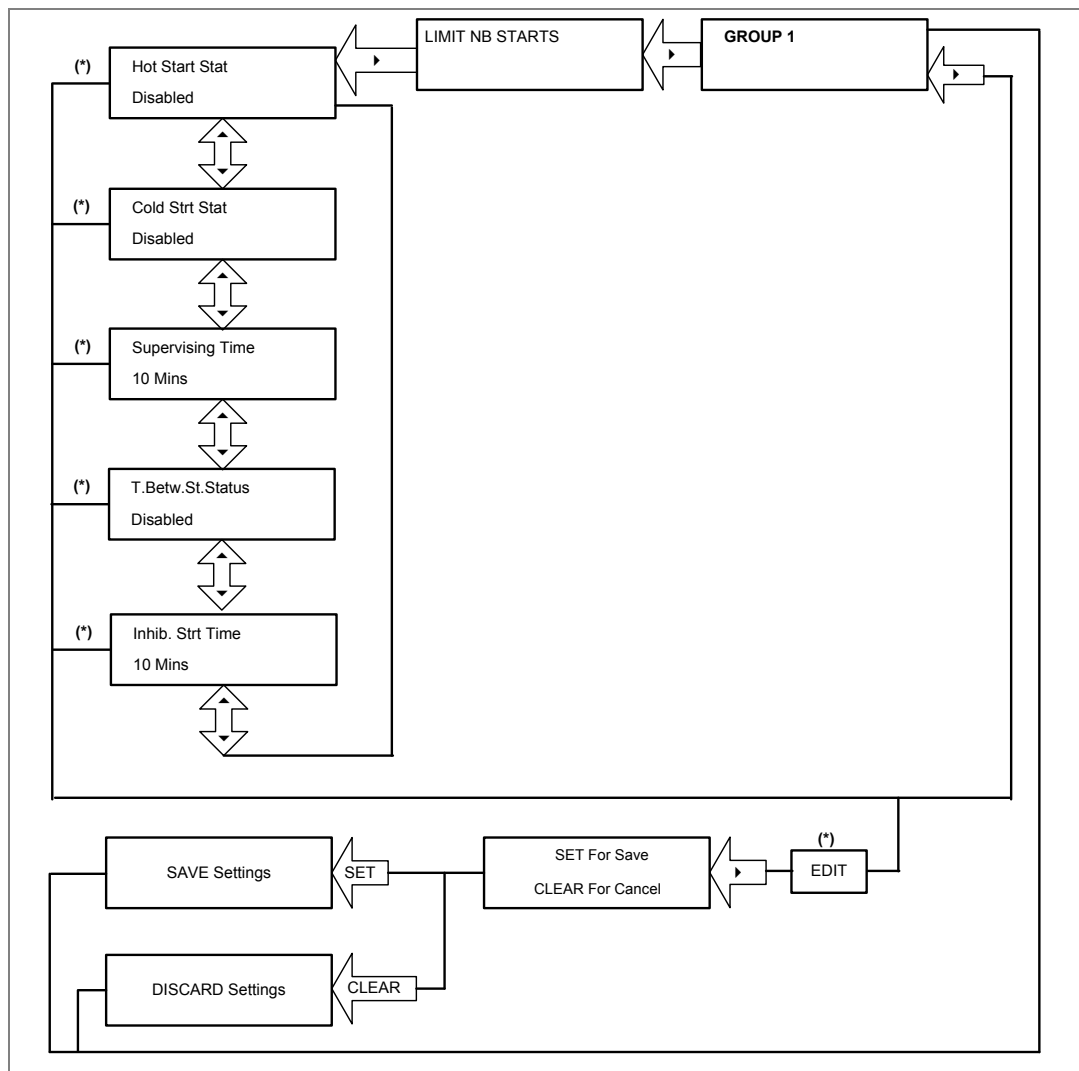 LIMIT NB STARTS
GROUP 1
(*)
Hot Start Stat
Disabled
(*)
Cold Strt Stat
Disabled
(*)
Supervising Time
10 Mins
(*)
T.Betw.St.Status
Disabled
(*)
Inhib. Strt Time
10 Mins
(*)
EDIT
SET For Save
CLEAR For Cancel
SET
SAVE Settings
CLEAR
DISCARD Settings